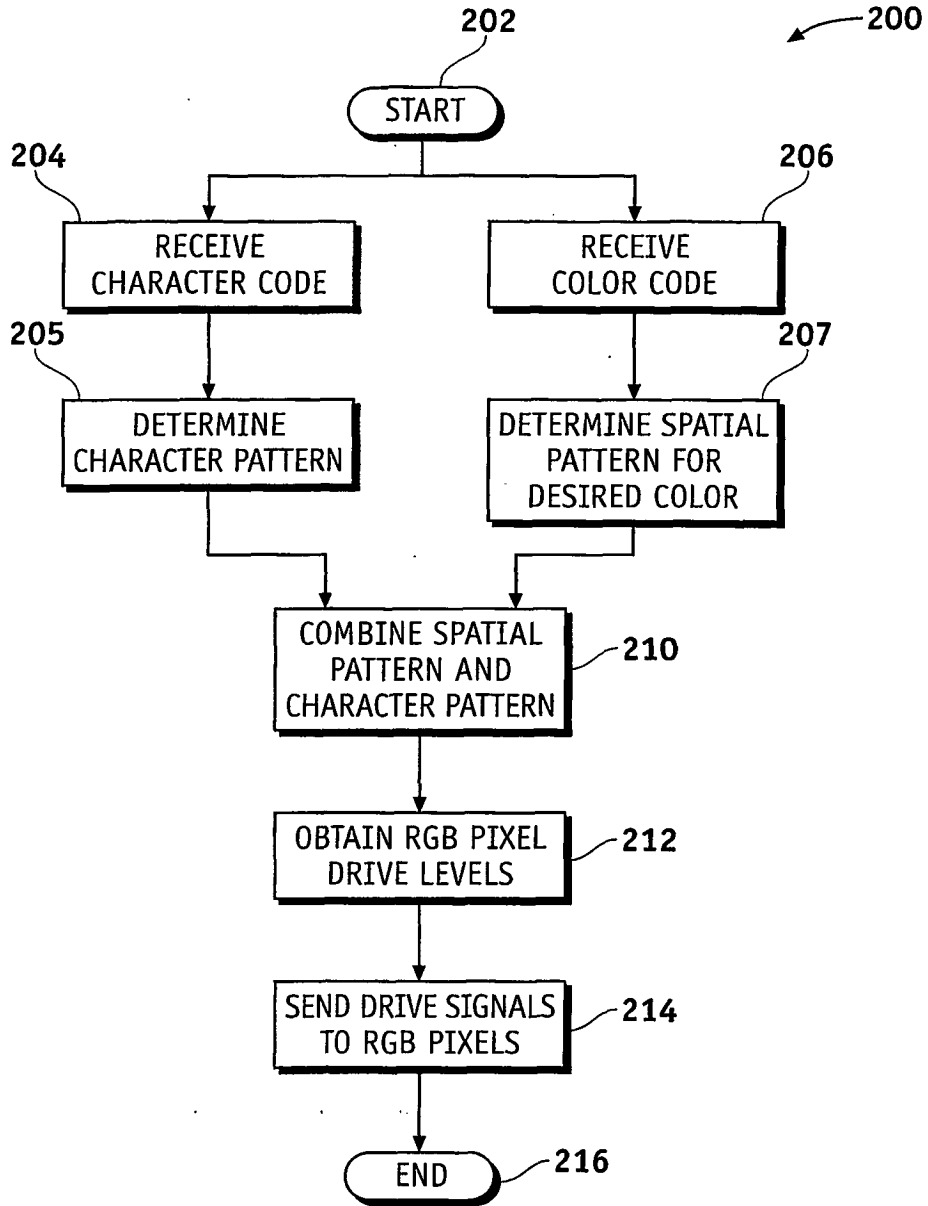 200
202
START
204
206
RECEIVE
CHARACTER CODE
RECEIVE
COLOR CODE
205
207
DETERMINE
CHARACTER PATTERN
DETERMINE SPATIAL
PATTERN FOR
DESIRED COLOR
COMBINE SPATIAL
PATTERN AND
CHARACTER PATTERN
210
OBTAIN RGB PIXEL
DRIVE LEVELS
212
SEND DRIVE SIGNALS
TO RGB PIXELS
214
END
216